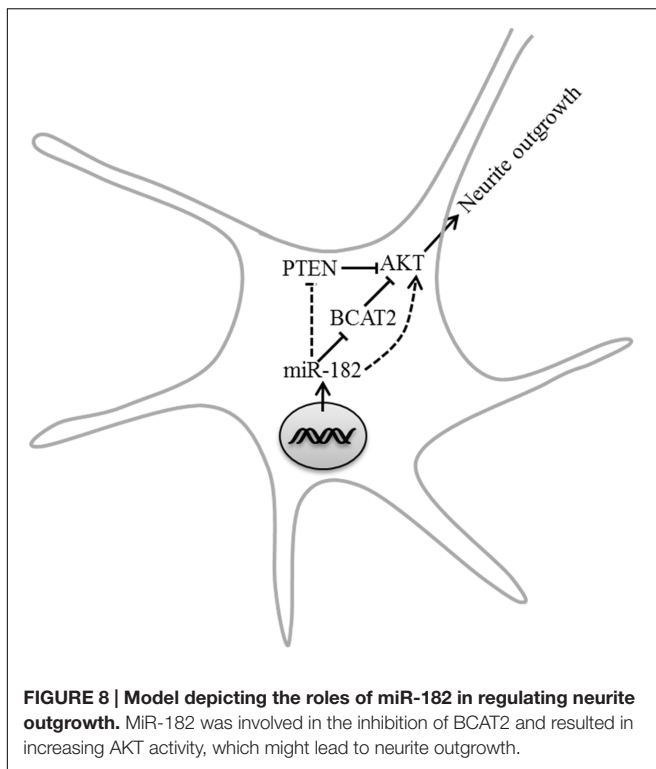 Neurite outgrowth
PTEN AKT
BCAT2
miR-182
FIGURE 8 | Model depicting the roles of miR-182 in regulating neurite
outgrowth. MiR-182 was involved in the inhibition of BCAT2 and resulted in
increasing AKT activity, which might lead to neurite outgrowth.